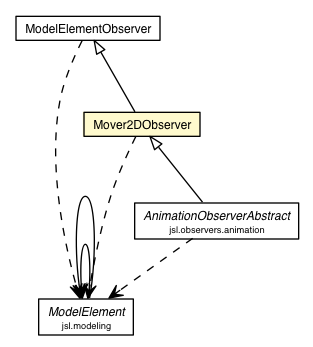 ModelElementObserver
Mover2DObserver
AnimationObserverAbstract
jsl.observers.animation
ModelElement
jsl.modeling